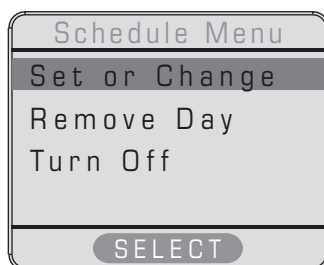 Schedule Menu
Set or Change
Remove Day
Turn Off
SELECT